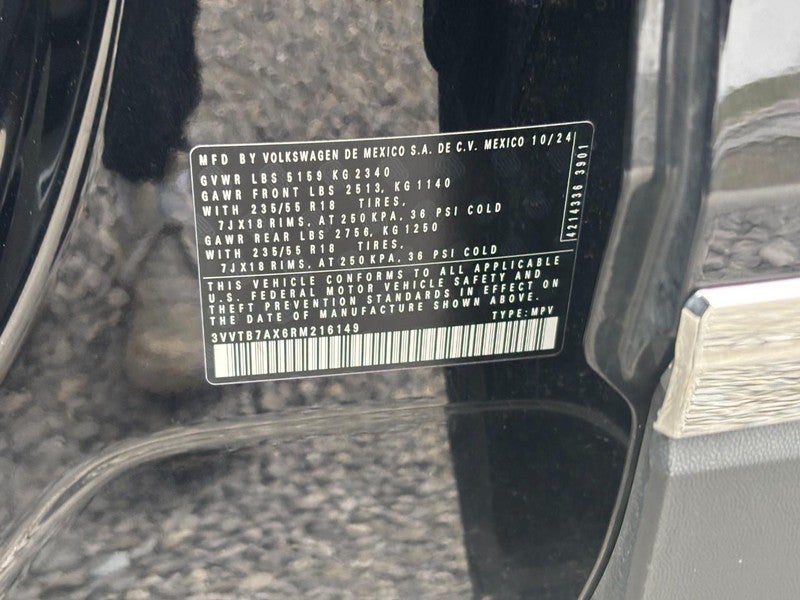 MFD BY VOLKSWAGEN DE MEXICO S.A. DE C.V. MEXICO 10/24
GVWR LBS 5159 KG 2340
GAWR FRONT LBS 2513, KG 1140
WITH 235/55 R18 TIRES,
7JX18 RIMS, AT 250 KPA, 36 PSI COLD
GAWR REAR LBS 2756, KG 1250
WITH 235/55 R18 TIRES,
7JX18 RIMS, AT 250 KPA, 36 PSI COLD
THIS VEHICLE CONFORMS TO ALL APPLICABLE
U.S. FEDERAL MOTOR VEHICLE SAFETY AND
THEFT PREVENTION STANDARDS IN EFFECT ON
THE DATE OF MANUFACTURE SHOWN ABOVE.
3VVTB7AX6RM216149 TYPE: MPV
4214336 3901